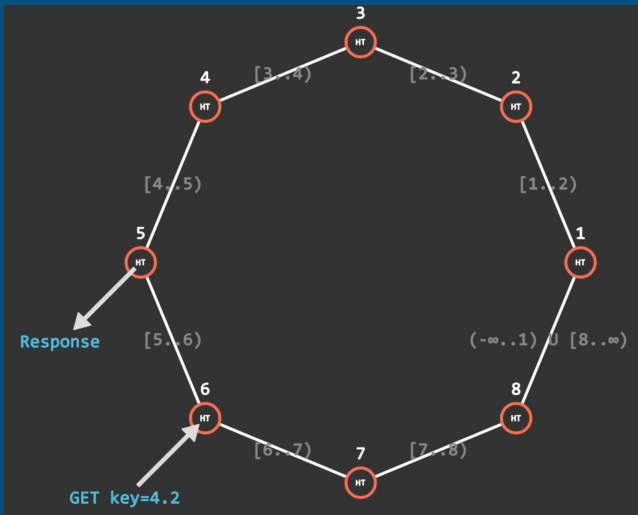 3
HT
[3..4)
[2..3)
4
2
HT
HT
[4..5)
[1..2)
5
1
HT
HT
Response
[5..6)
(-∞..1) U [8..∞)
6
8
HT
HT
[6..7)
7
[7..8)
HT
GET key=4.2